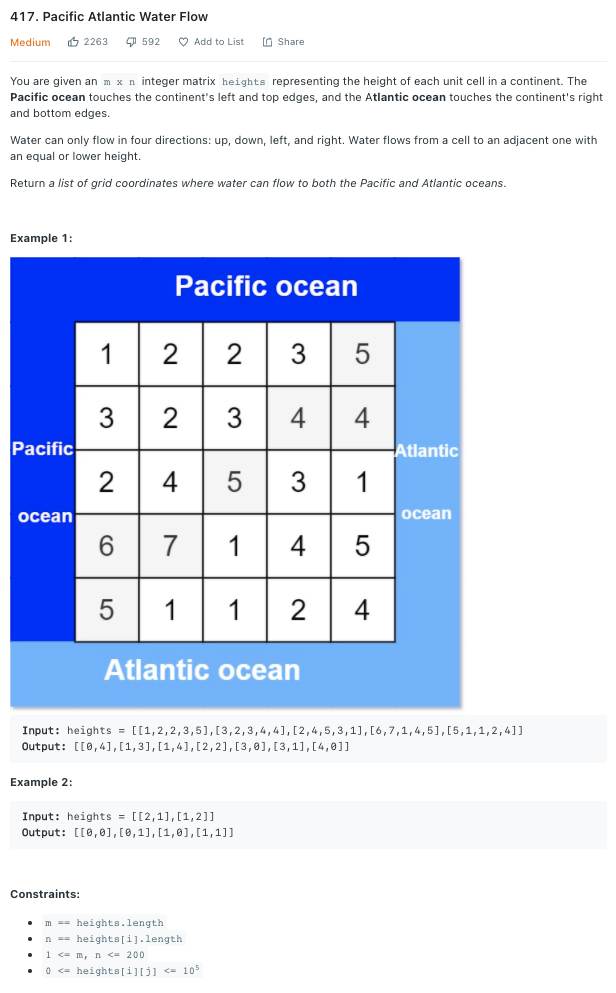 417. Pacific Atlantic Water Flow
Medium 2263 592 Add to List Share
You are given an m x n integer matrix heights representing the height of each unit cell in a continent. The
Pacific ocean touches the continent's left and top edges, and the Atlantic ocean touches the continent's right
and bottom edges.
Water can only flow in four directions: up, down, left, and right. Water flows from a cell to an adjacent one with
an equal or lower height.
Return a list of grid coordinates where water can flow to both the Pacific and Atlantic oceans.
Example 1:
Pacific ocean
1 2 2 3 5
3 2 3 4 4
Pacific Atlantic
2 4 5 3 1
ocean ocean
6 7 1 4 5
5 1 1 2 4
Atlantic ocean
Input: heights = [[1,2,2,3,5],[3,2,3,4,4],[2,4,5,3,1],[6,7,1,4,5],[5,1,1,2,4]]
Output: [[0,4],[1,3],[1,4],[2,2],[3,0],[3,1],[4,0]]
Example 2:
Input: heights = [[2,1],[1,2]]
Output: [[0,0],[0,1],[1,0],[1,1]]
Constraints:
• m == heights.length
• n == heights[i].length
• 1 <= m, n <= 200
• 0 <= heights[i][j] <= 10⁵